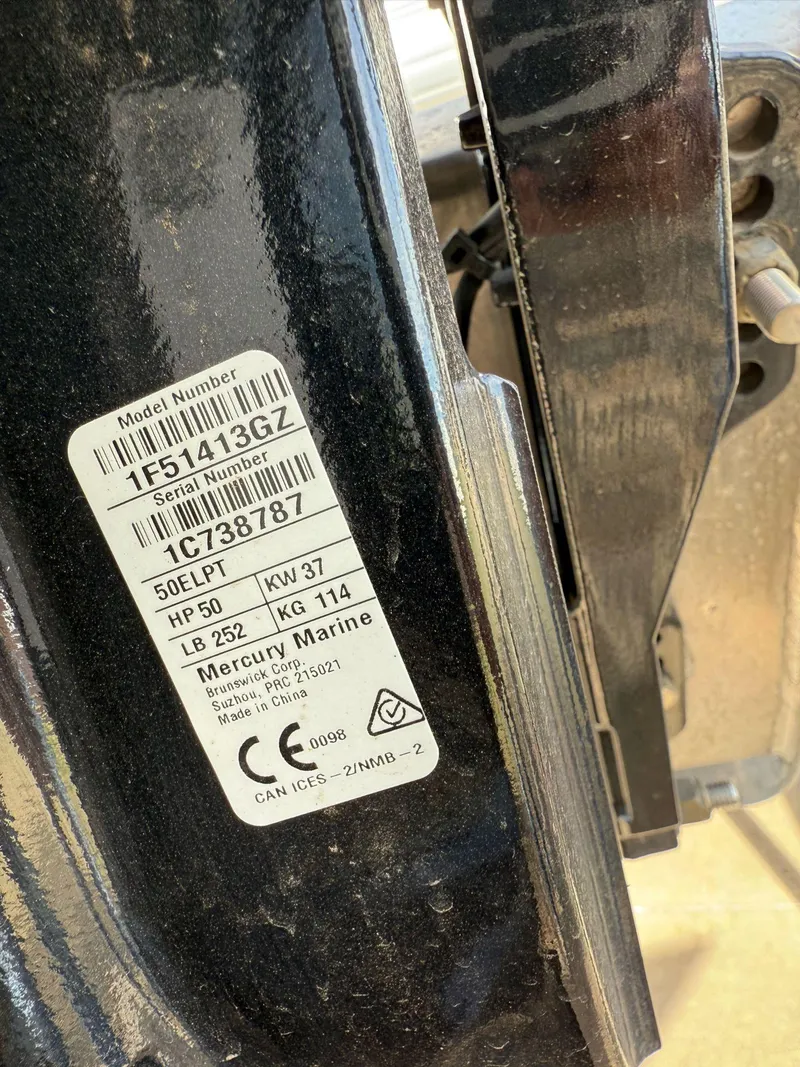 Model Number
1F51413GZ
Serial Number
1C738787
50ELPT
HP 50 KW 37
LB 252 KG 114
Mercury Marine
Brunswick Corp.
Suzhou, PRC 215021
Made in China
CE 0098
CAN ICES-2/NMB-2